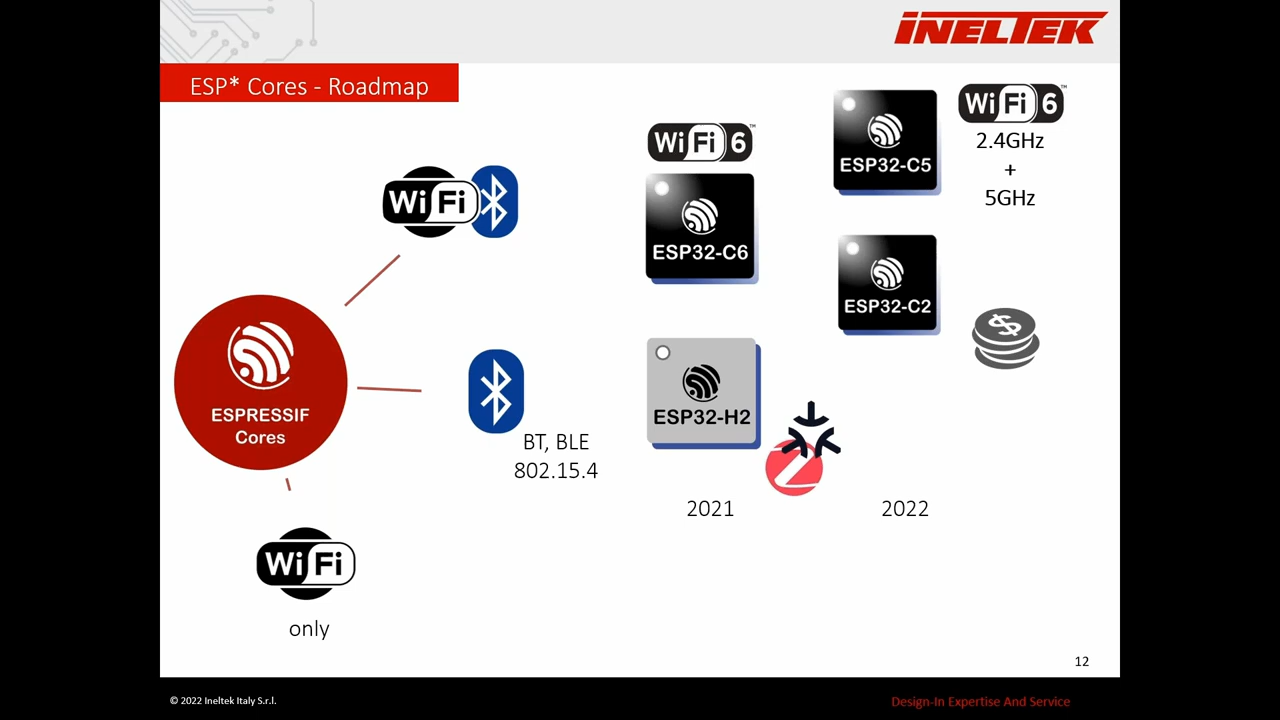 INELTEK
ESP* Cores - Roadmap
Wi Fi
Wi Fi 6™
ESP32-C6
ESP32-C5
Wi Fi 6™
2.4GHz
+
5GHz
ESP32-C2
$
ESPRESSIF
Cores
BT, BLE
802.15.4
ESP32-H2
2021
2022
Wi Fi
only
12
© 2022 Ineltek Italy S.r.l.
Design-In Expertise And Service